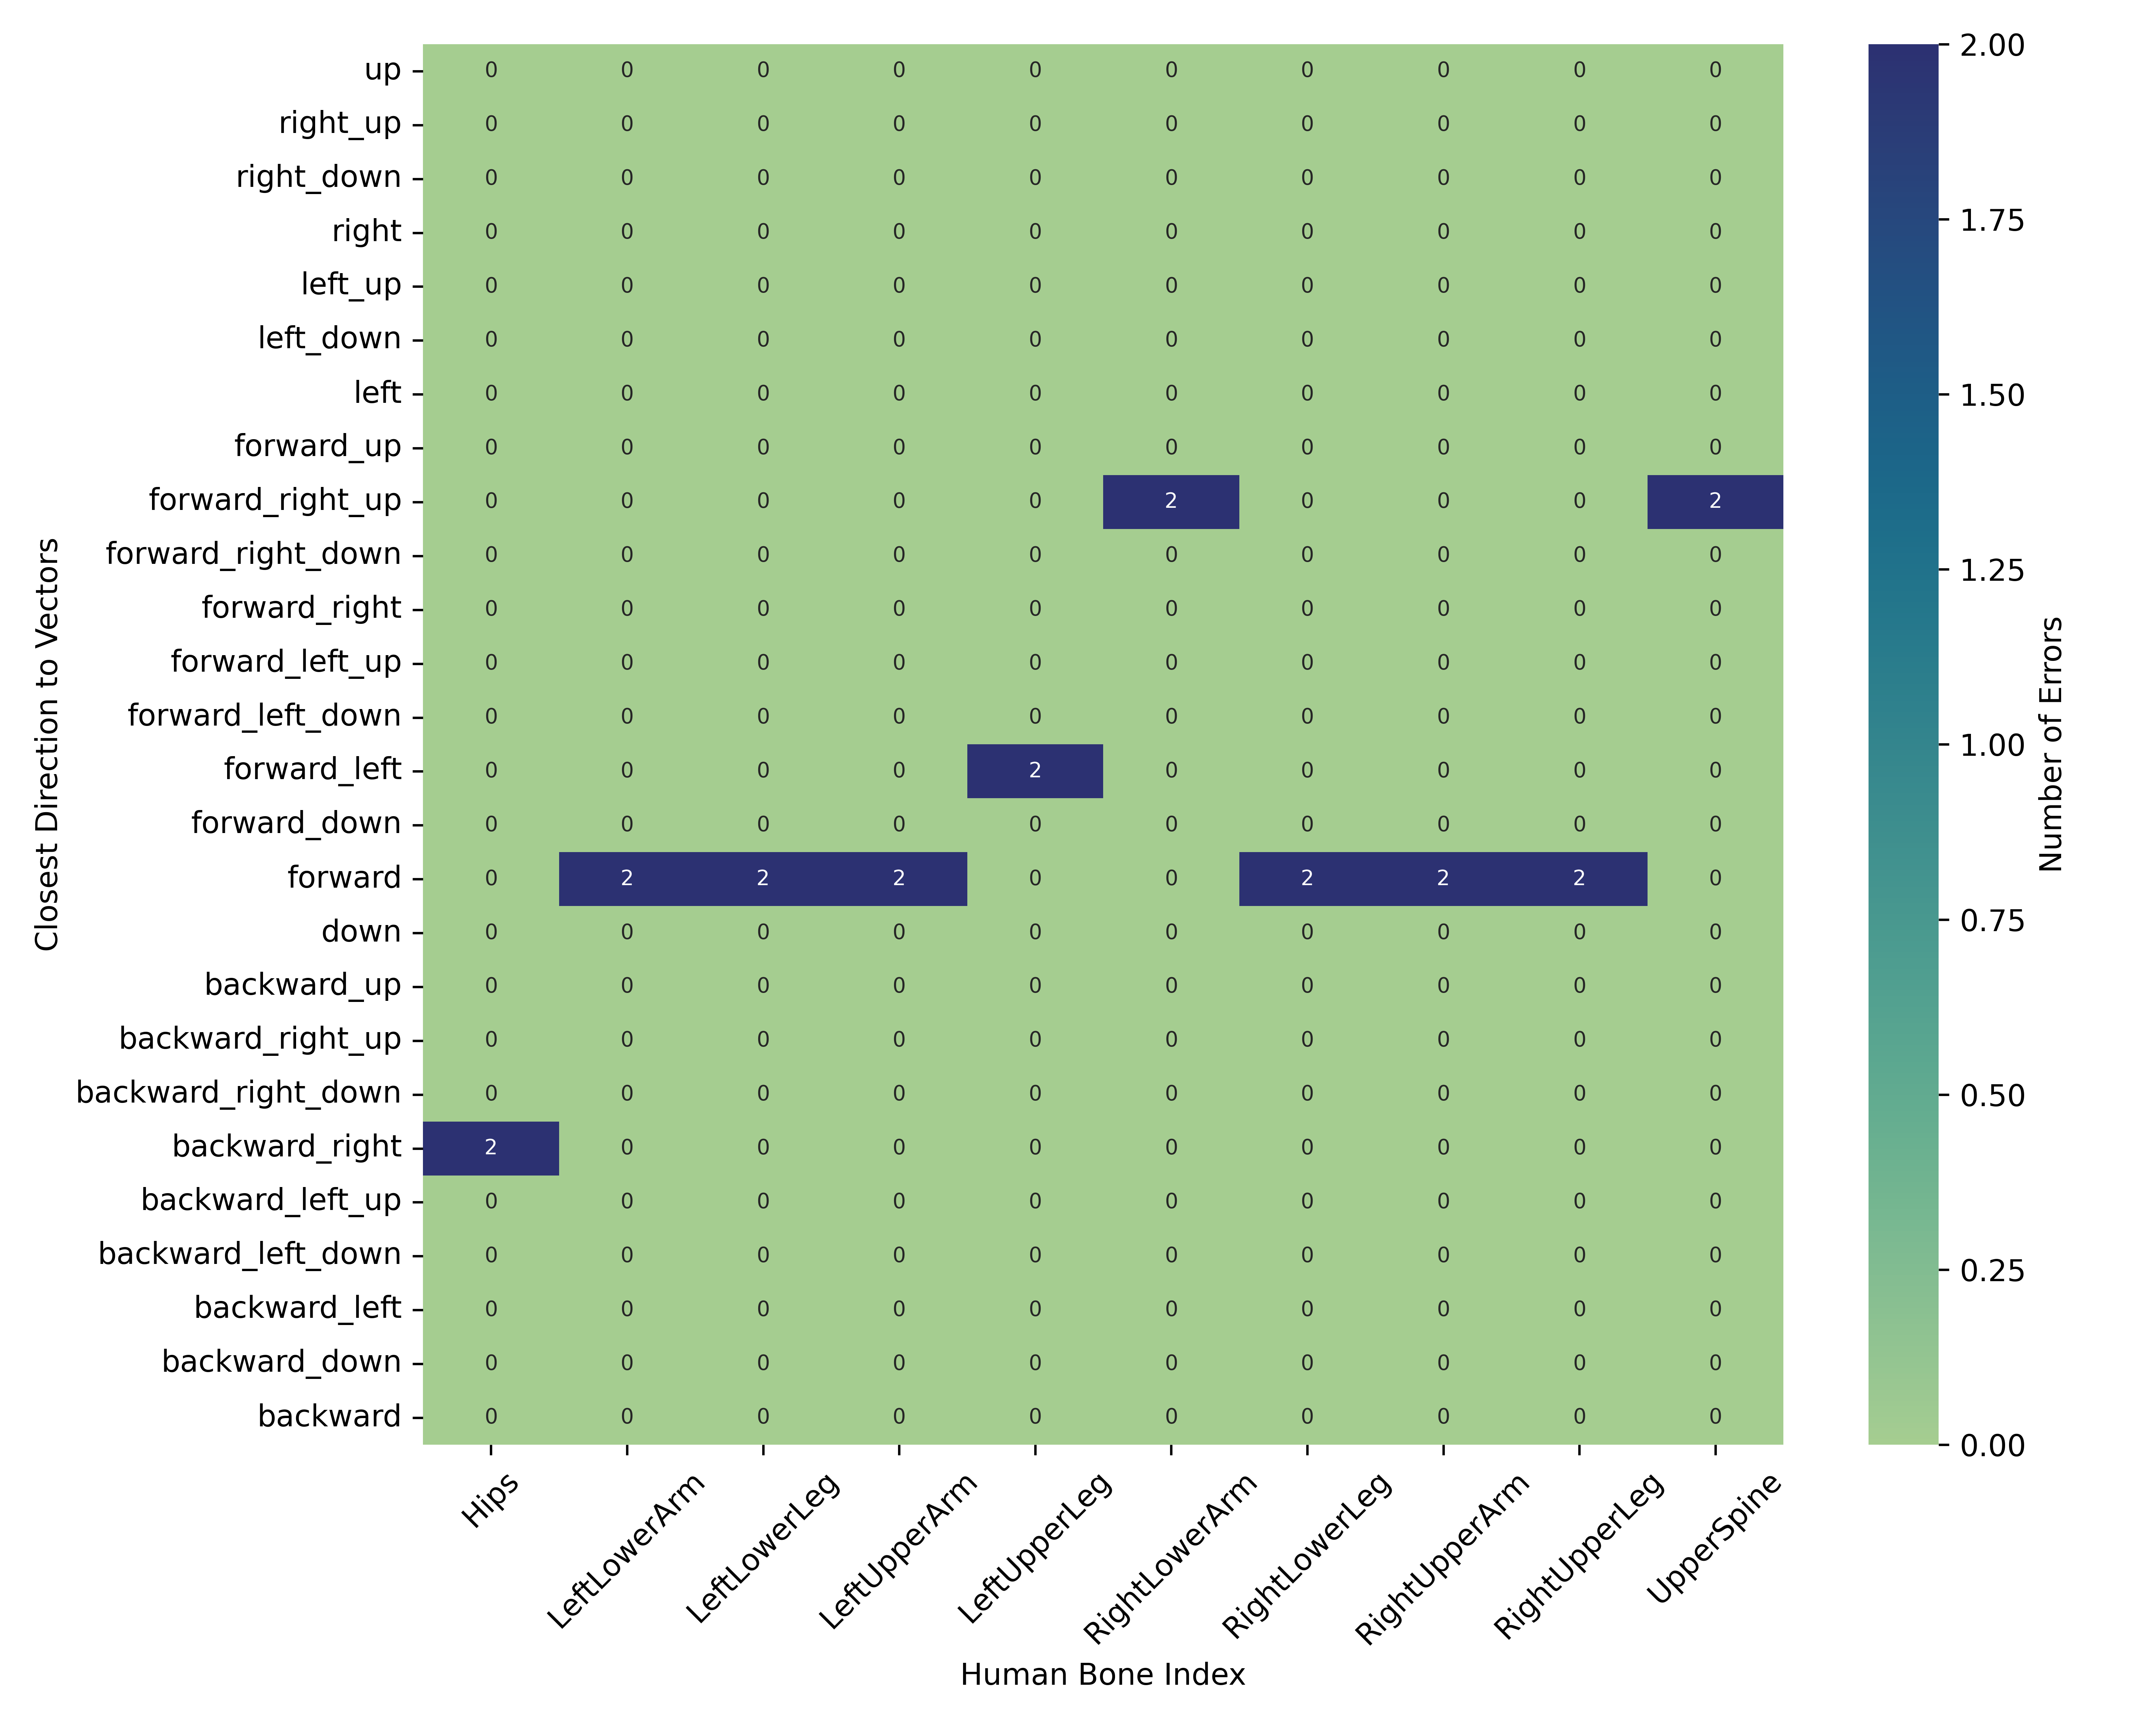 up 0 0 0 0 0 0 0 0 0 0
right_up 0 0 0 0 0 0 0 0 0 0
right_down 0 0 0 0 0 0 0 0 0 0
right 0 0 0 0 0 0 0 0 0 0
left_up 0 0 0 0 0 0 0 0 0 0
left_down 0 0 0 0 0 0 0 0 0 0
left 0 0 0 0 0 0 0 0 0 0
forward_up 0 0 0 0 0 0 0 0 0 0
forward_right_up 0 0 0 0 0 2 0 0 0 2
forward_right_down 0 0 0 0 0 0 0 0 0 0
forward_right 0 0 0 0 0 0 0 0 0 0
forward_left_up 0 0 0 0 0 0 0 0 0 0
forward_left_down 0 0 0 0 0 0 0 0 0 0
forward_left 0 0 0 0 2 0 0 0 0 0
forward_down 0 0 0 0 0 0 0 0 0 0
forward 0 2 2 2 0 0 2 2 2 0
down 0 0 0 0 0 0 0 0 0 0
backward_up 0 0 0 0 0 0 0 0 0 0
backward_right_up 0 0 0 0 0 0 0 0 0 0
backward_right_down 0 0 0 0 0 0 0 0 0 0
backward_right 2 0 0 0 0 0 0 0 0 0
backward_left_up 0 0 0 0 0 0 0 0 0 0
backward_left_down 0 0 0 0 0 0 0 0 0 0
backward_left 0 0 0 0 0 0 0 0 0 0
backward_down 0 0 0 0 0 0 0 0 0 0
backward 0 0 0 0 0 0 0 0 0 0
Closest Direction to Vectors
Hips
LeftLowerArm
LeftLowerLeg
LeftUpperArm
LeftUpperLeg
RightLowerArm
RightLowerLeg
RightUpperArm
RightUpperLeg
UpperSpine
Human Bone Index
2.00
1.75
1.50
1.25
1.00
0.75
0.50
0.25
0.00
Number of Errors